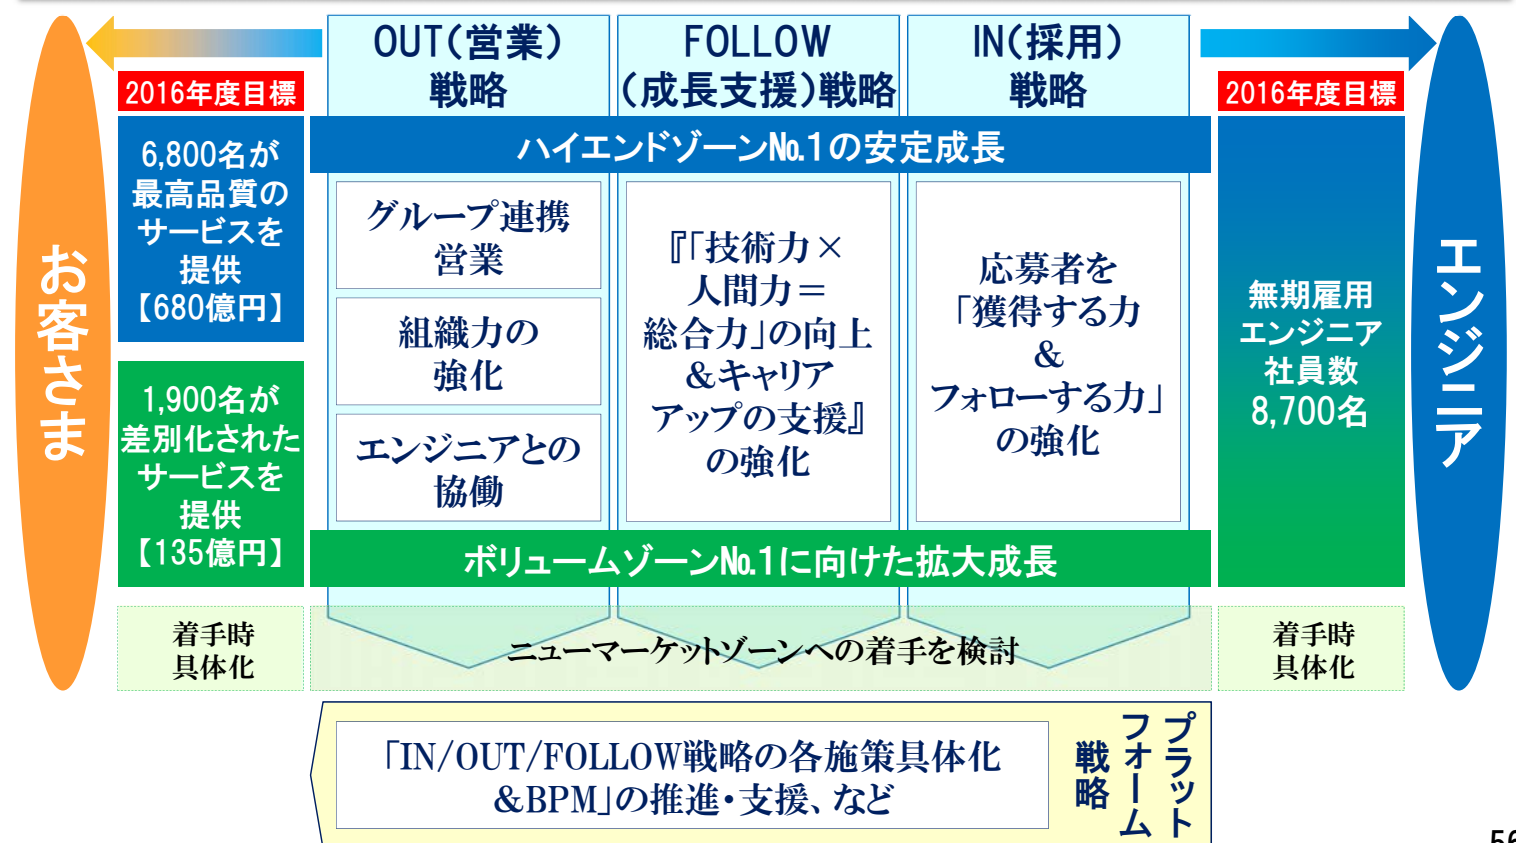 OUT(営業)
戦略
FOLLOW
(成長支援)戦略
IN(採用)
戦略
お客さま
2016年度目標
6,800名が
最高品質の
サービスを
提供
【680億円】
1,900名が
差別化された
サービスを
提供
【135億円】
着手時
具体化
ハイエンドゾーン№1の安定成長
グループ連携
営業
組織力の
強化
エンジニアとの
協働
『「技術力×
人間力＝
総合力」の向上
&キャリア
アップの支援』
の強化
応募者を
「獲得する力
&
フォローする力」
の強化
ボリュームゾーン№1に向けた拡大成長
ニューマーケットゾーンへの着手を検討
2016年度目標
無期雇用
エンジニア
社員数
8,700名
着手時
具体化
エンジニア
「IN/OUT/FOLLOW戦略の各施策具体化
&BPM」の推進・支援、など
プラット
フォーム
戦略
56